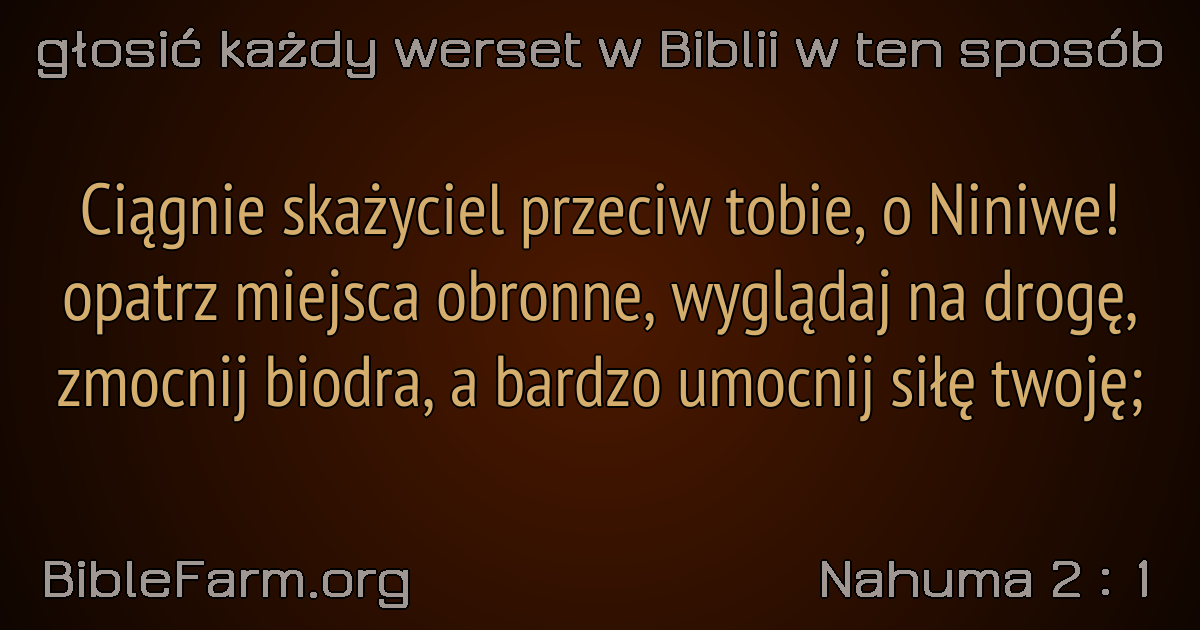 głosić każdy werset w Biblii w ten sposób
Ciągnie skażyciel przeciw tobie, o Niniwe!
opatrz miejsca obronne, wyglądaj na drogę,
zmocnij biodra, a bardzo umocnij siłę twoję;
BibleFarm.org
Nahuma 2 : 1